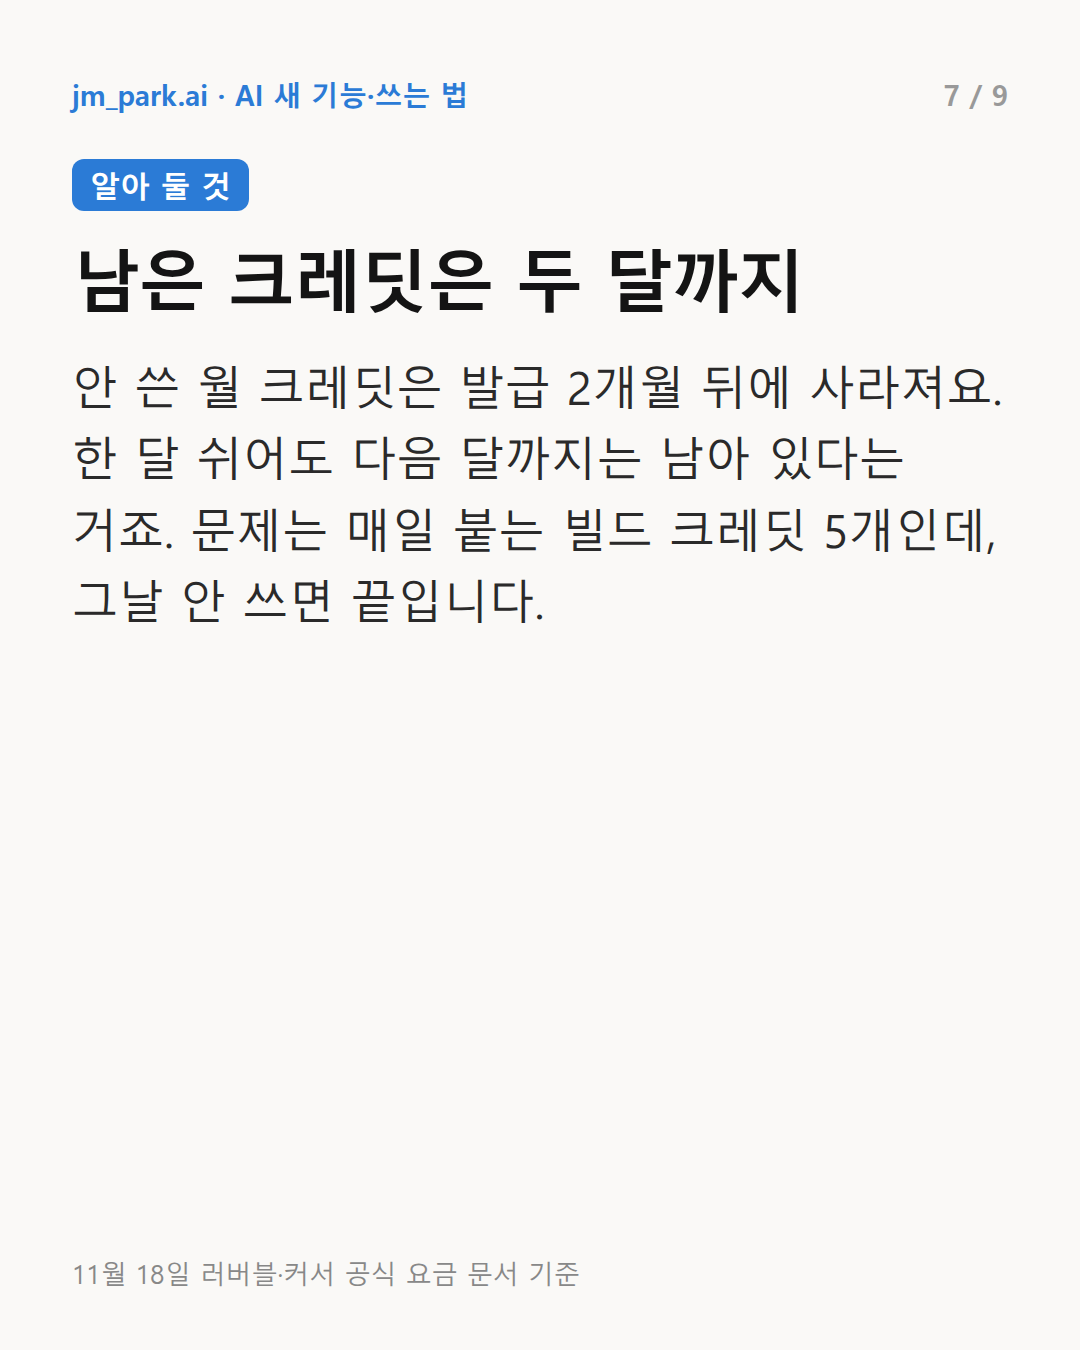 jm_park.ai · AI 새 기능·쓰는 법
7 / 9
알아 둘 것
남은 크레딧은 두 달까지
안 쓴 월 크레딧은 발급 2개월 뒤에 사라져요.
한 달 쉬어도 다음 달까지는 남아 있다는
거죠. 문제는 매일 붙는 빌드 크레딧 5개인데,
그날 안 쓰면 끝입니다.
11월 18일 러버블·커서 공식 요금 문서 기준